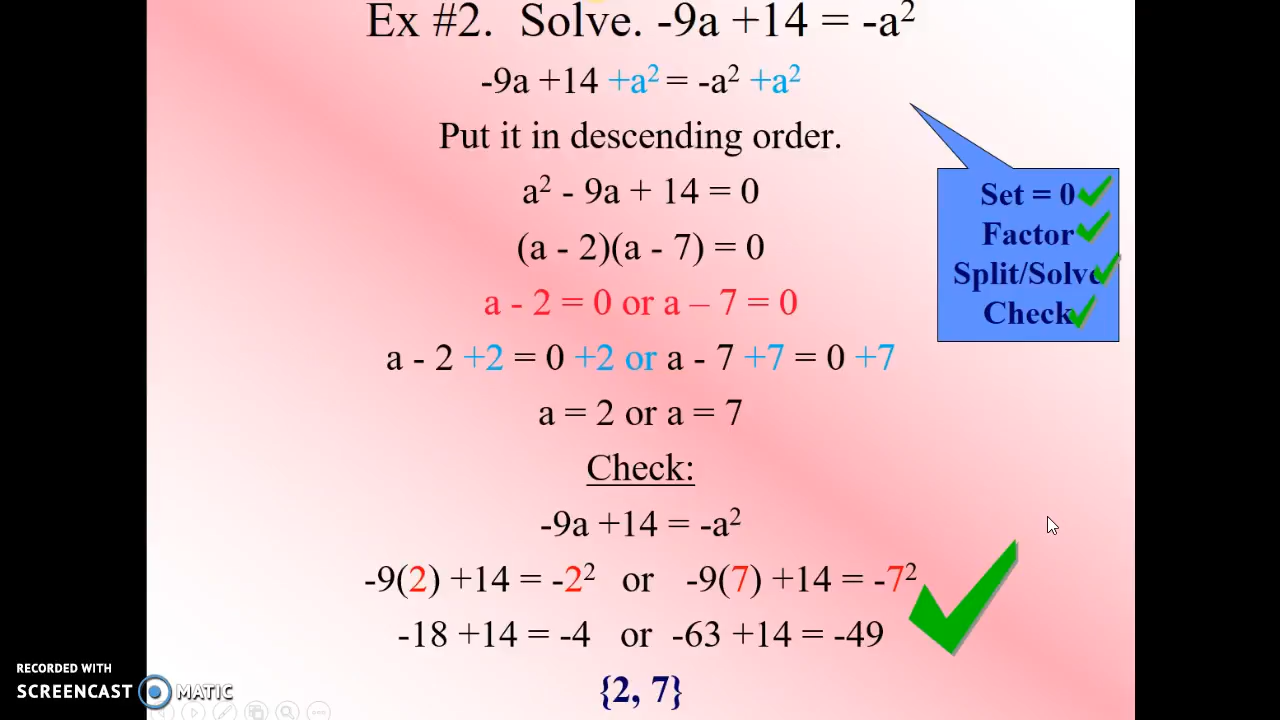 Ex #2. Solve. -9a +14 = -a²
-9a +14 +a² = -a² +a²
Put it in descending order.
a² - 9a + 14 = 0
(a - 2)(a - 7) = 0
a - 2 = 0 or a – 7 = 0
a - 2 +2 = 0 +2 or a - 7 +7 = 0 +7
a = 2 or a = 7
Check:
-9a +14 = -a²
-9(2) +14 = -2² or -9(7) +14 = -7²
-18 +14 = -4 or -63 +14 = -49
{2, 7}
Set = 0
Factor
Split/Solve
Check
RECORDED WITH
SCREENCAST MATIC